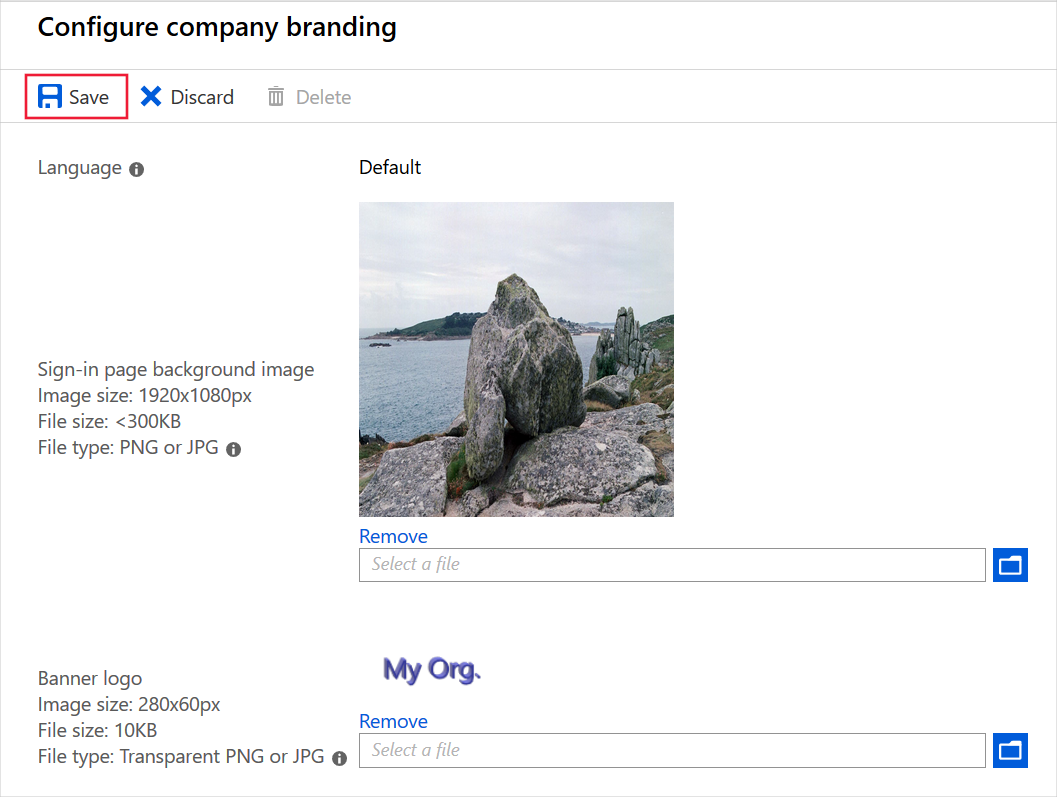 Configure company branding
Save Discard Delete
Language Default
Sign-in page background image
Image size: 1920x1080px
File size: <300KB
File type: PNG or JPG
Remove
Select a file
My Org.
Banner logo
Image size: 280x60px
File size: 10KB
File type: Transparent PNG or JPG
Remove
Select a file